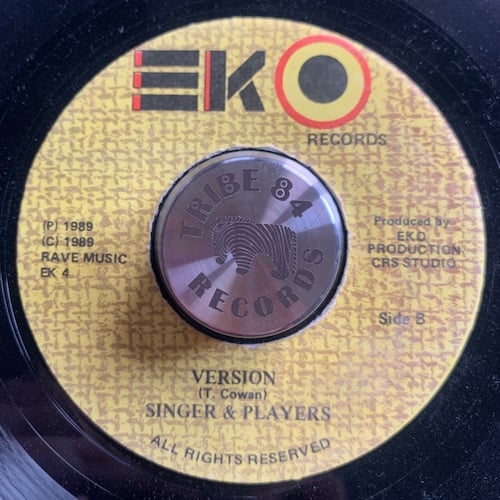 EKO
RECORDS
TRIBE 84
RECORDS
(P) 1989
(C) 1989
RAVE MUSIC
EK 4
Produced by
EKO
PRODUCTION
CRS STUDIO
Side B
VERSION
(T. Cowan)
SINGER & PLAYERS
ALL RIGHTS RESERVED